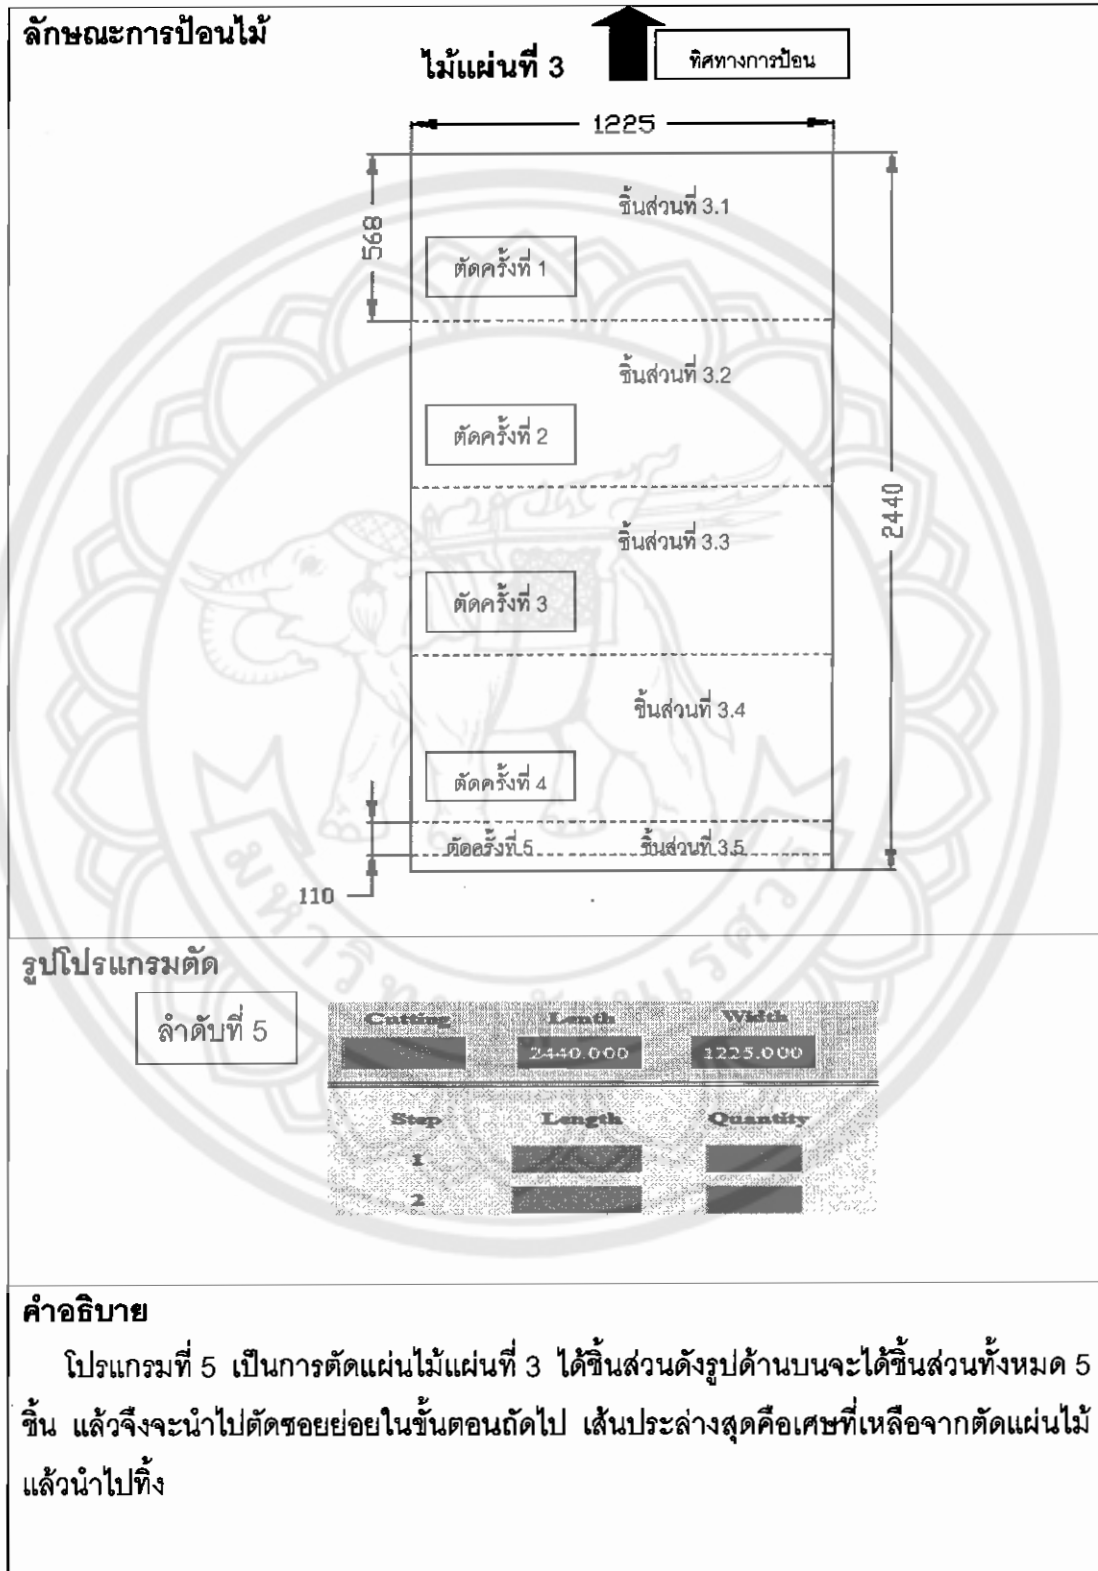 ลักษณะการป้อนไม้
ไม้แผ่นที่ 3
ทิศทางการป้อน
1225
568
ชิ้นส่วนที่ 3.1
ตัดครั้งที่ 1
ชิ้นส่วนที่ 3.2
ตัดครั้งที่ 2
2440
ชิ้นส่วนที่ 3.3
ตัดครั้งที่ 3
ชิ้นส่วนที่ 3.4
ตัดครั้งที่ 4
ตัดครั้งที่ 5
ชิ้นส่วนที่ 3.5
110
รูปโปรแกรมตัด
ลำดับที่ 5
Cutting Lenth Width
2440.000 1225.000
Step Length Quantity
1
2
คำอธิบาย
โปรแกรมที่ 5 เป็นการตัดแผ่นไม้แผ่นที่ 3 ได้ชิ้นส่วนดังรูปด้านบนจะได้ชิ้นส่วนทั้งหมด 5
ชิ้น แล้วจึงจะนำไปตัดซอยย่อยในขั้นตอนถัดไป เส้นประล่างสุดคือเศษที่เหลือจากตัดแผ่นไม้
แล้วนำไปทิ้ง